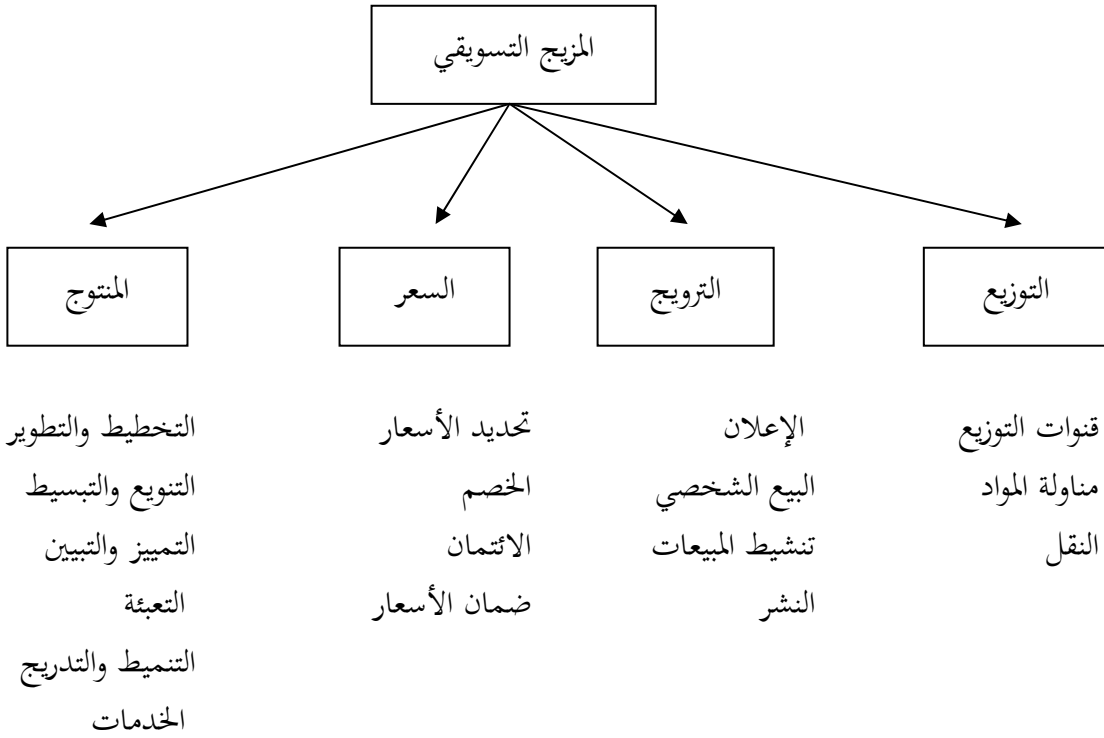 المزيج التسويقي
التوزيع
الترويج
السعر
المنتوج
قنوات التوزيع
مناولة المواد
النقل
الإعلان
البيع الشخصي
تنشيط المبيعات
النشر
تحديد الأسعار
الخصم
الائتمان
ضمان الأسعار
التخطيط والتطوير
التنويع والتبسيط
التمييز والتبيين
التعبئة
التنميط والتدريج
الخدمات